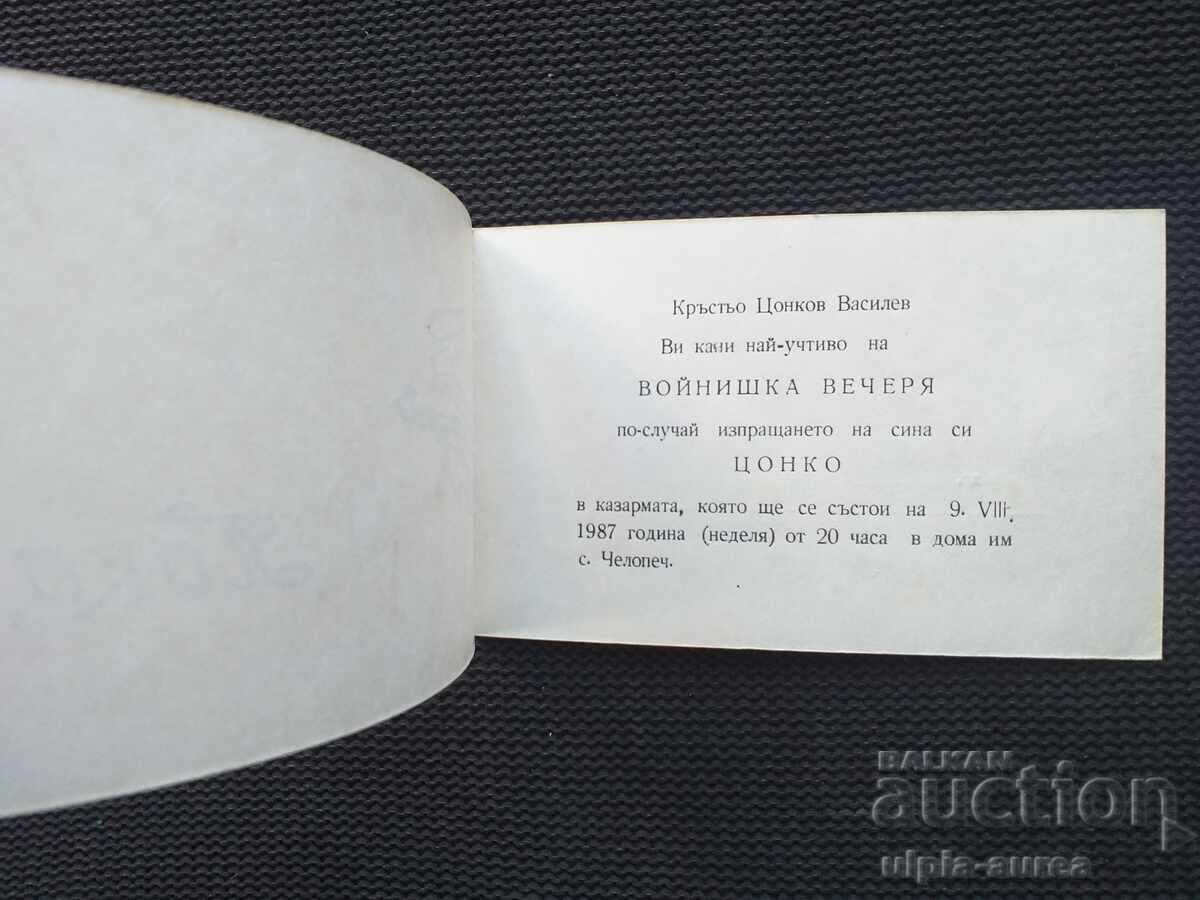 Кръстьо Цонков Василев
Ви кани най-учтиво на
ВОЙНИШКА ВЕЧЕРЯ
по-случай изпращането на сина си
ЦОНКО
в казармата, която ще се състои на 9. VIII.
1987 година (неделя) от 20 часа в дома им
с. Челопеч.
BALKAN
auction
ulpia-aurea